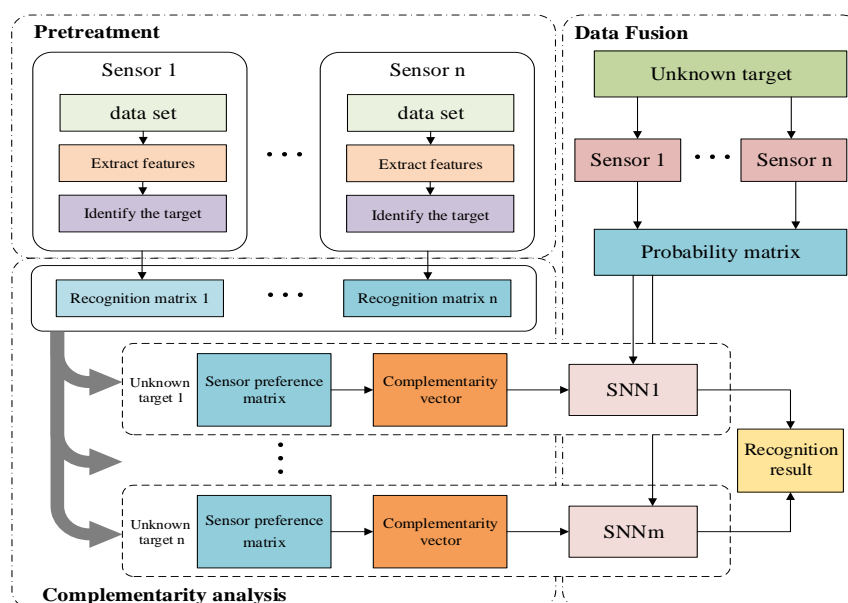 Pretreatment
Sensor 1
data set
Extract features
Identify the target
...
Sensor n
data set
Extract features
Identify the target
Data Fusion
Unknown target
Sensor 1
...
Sensor n
Probability matrix
Recognition matrix 1
...
Recognition matrix n
Unknown
target 1
Sensor preference
matrix
Complementarity
vector
SNN1
...
Unknown
target n
Sensor preference
matrix
Complementarity
vector
SNNm
Recognition
result
Complementarity analysis